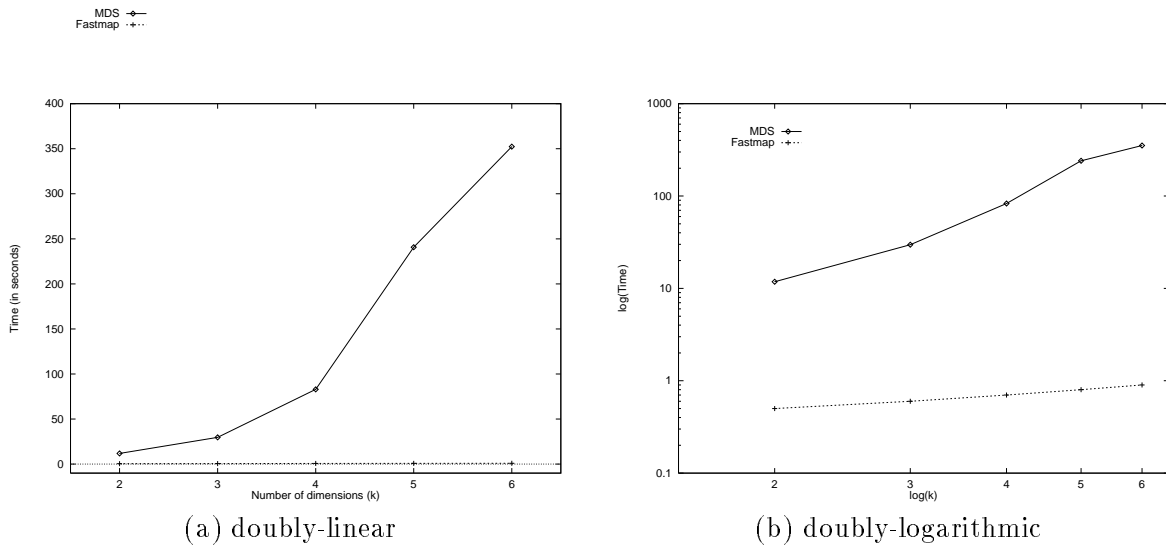 MDS
Fastmap
400
350
300
250
200
150
100
50
0
Time (in seconds)
2 3 4 5 6
Number of dimensions (k)
(a) doubly-linear
MDS
Fastmap
1000
100
10
1
0.1
log(Time)
2 3 4 5 6
log(k)
(b) doubly-logarithmic